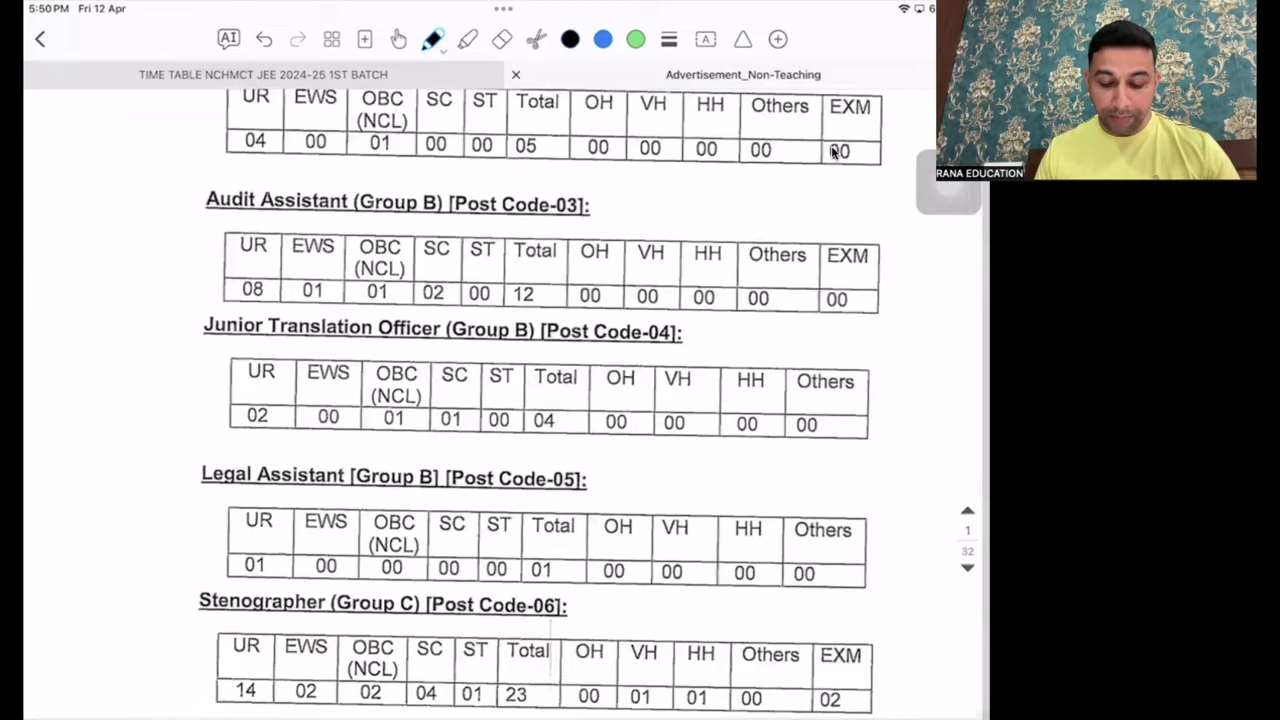 5:50 PM Fri 12 Apr
AI
TIME TABLE NCHMCT JEE 2024-25 1ST BATCH
Advertisement_Non-Teaching
RANA EDUCATION
UR EWS OBC (NCL) SC ST Total OH VH HH Others EXM
04 00 01 00 00 05 00 00 00 00 00
Audit Assistant (Group B) [Post Code-03]:
UR EWS OBC (NCL) SC ST Total OH VH HH Others EXM
08 01 01 02 00 12 00 00 00 00 00
Junior Translation Officer (Group B) [Post Code-04]:
UR EWS OBC (NCL) SC ST Total OH VH HH Others
02 00 01 01 00 04 00 00 00 00
Legal Assistant [Group B] [Post Code-05]:
UR EWS OBC (NCL) SC ST Total OH VH HH Others
01 00 00 00 00 01 00 00 00 00
1
32
Stenographer (Group C) [Post Code-06]:
UR EWS OBC (NCL) SC ST Total OH VH HH Others EXM
14 02 02 04 01 23 00 01 01 00 02